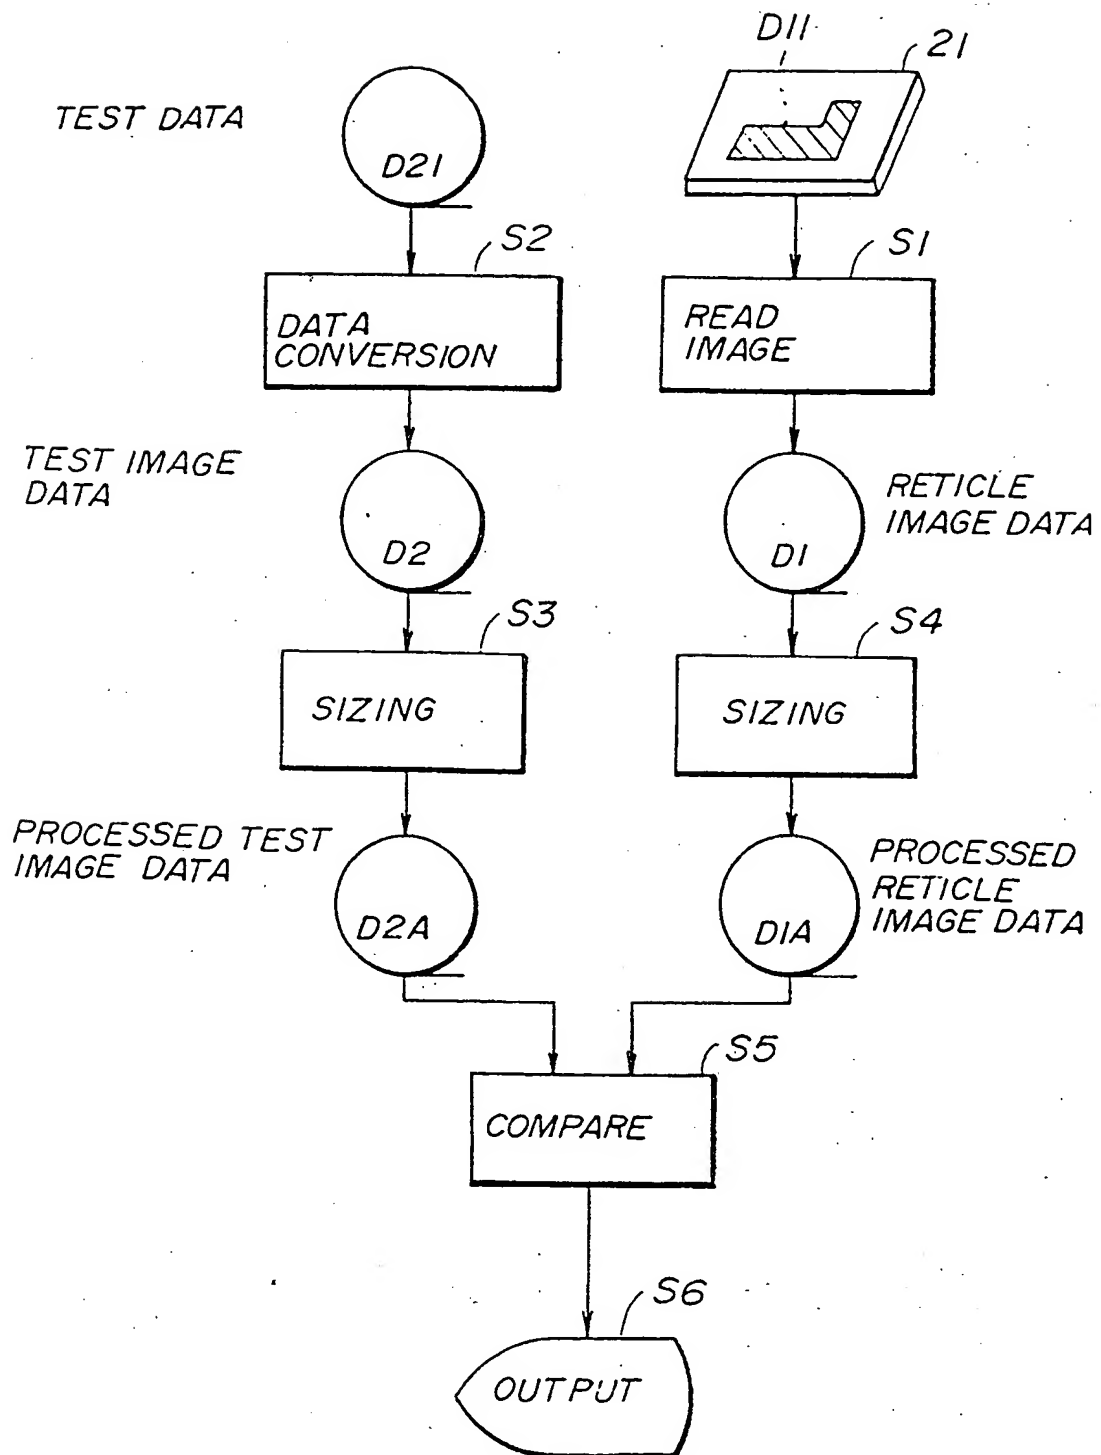 D11
21
TEST DATA
D21
S2
S1
DATA
CONVERSION
READ
IMAGE
TEST IMAGE
DATA
D2
D1
RETICLE
IMAGE DATA
S3
S4
SIZING
SIZING
PROCESSED TEST
IMAGE DATA
D2A
D1A
PROCESSED
RETICLE
IMAGE DATA
S5
COMPARE
S6
OUTPUT